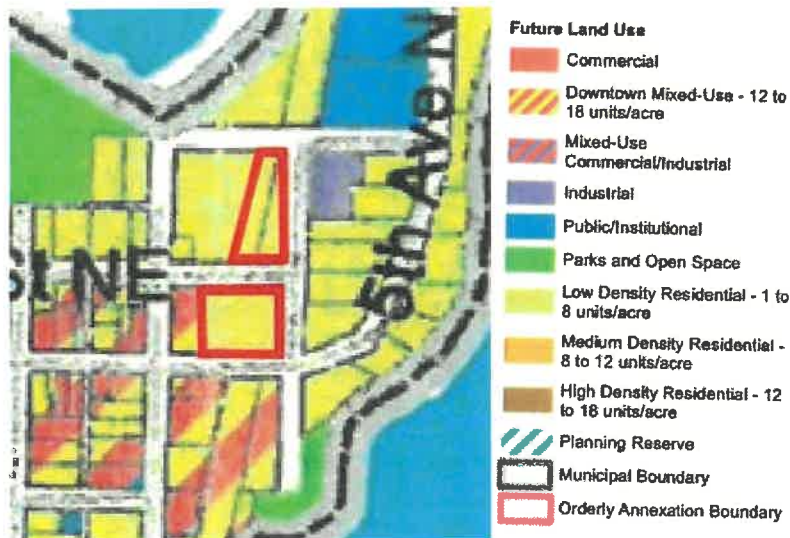 5th Ave N
St NE
Future Land Use
Commercial
Downtown Mixed-Use - 12 to
18 units/acre
Mixed-Use
Commercial/Industrial
Industrial
Public/Institutional
Parks and Open Space
Low Density Residential - 1 to
8 units/acre
Medium Density Residential -
8 to 12 units/acre
High Density Residential - 12
to 18 units/acre
Planning Reserve
Municipal Boundary
Orderly Annexation Boundary